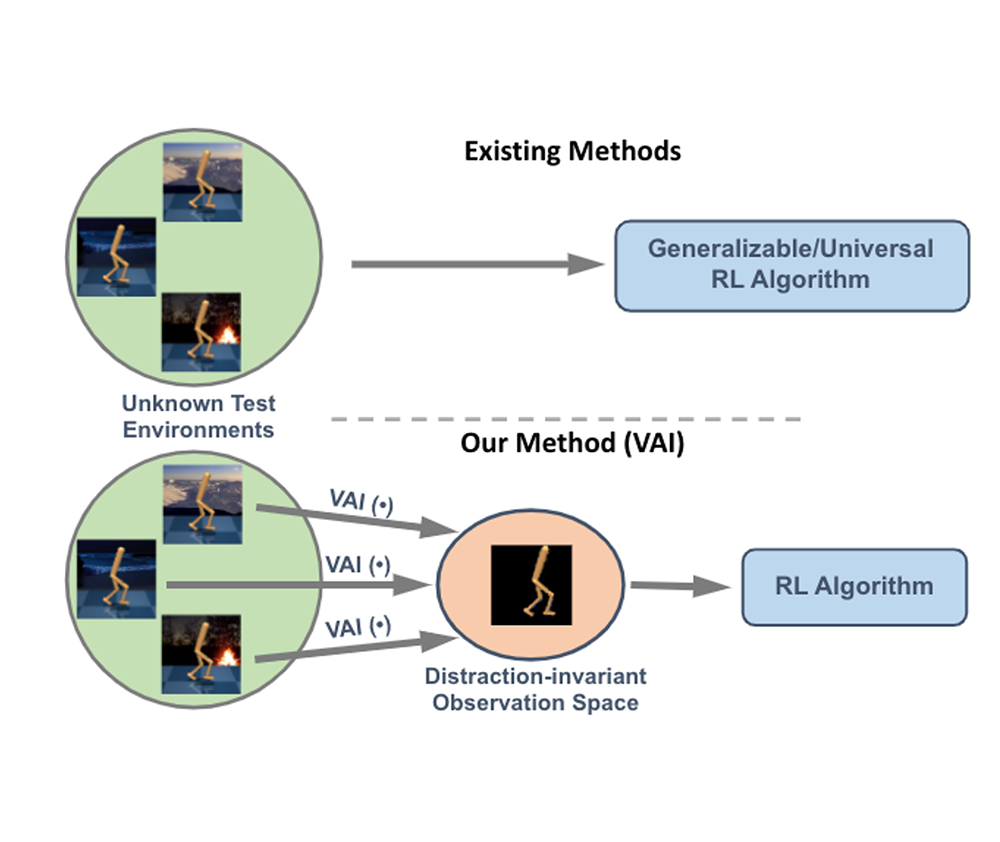 Existing Methods
Generalizable/Universal
RL Algorithm
Unknown Test
Environments
Our Method (VAI)
VAI (•)
VAI (•)
VAI (•)
RL Algorithm
Distraction-invariant
Observation Space